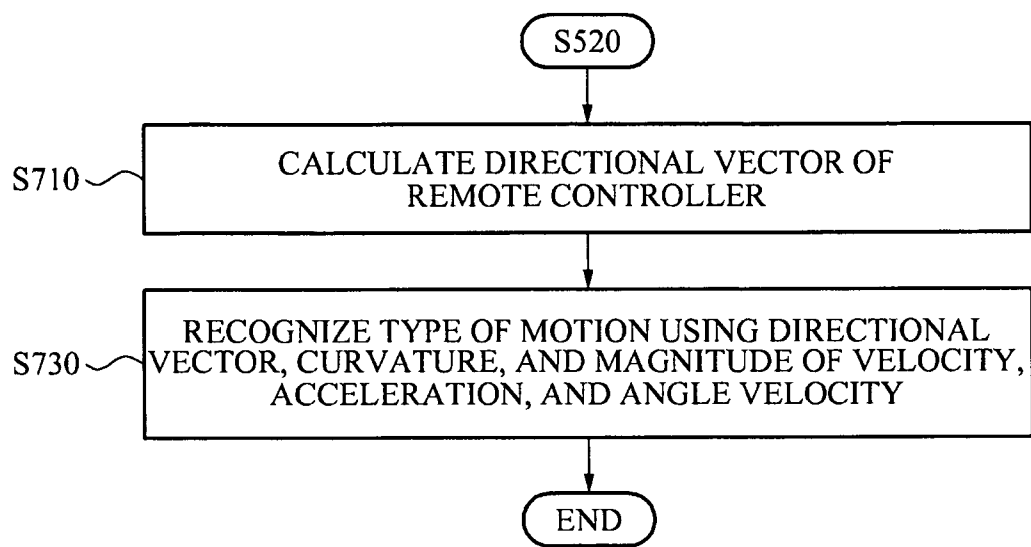 S520
S710
CALCULATE DIRECTIONAL VECTOR OF
REMOTE CONTROLLER
S730
RECOGNIZE TYPE OF MOTION USING DIRECTIONAL
VECTOR, CURVATURE, AND MAGNITUDE OF VELOCITY,
ACCELERATION, AND ANGLE VELOCITY
END